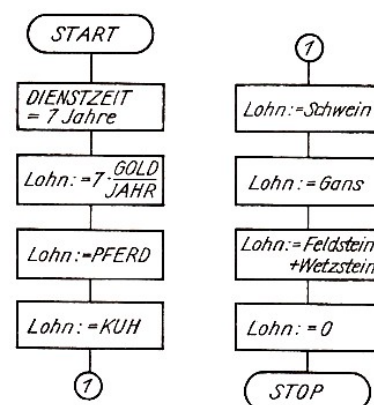 START
DIENSTZEIT
= 7 Jahre
Lohn:=7·GOLD/JAHR
Lohn:=PFERD
Lohn:=KUH
1
1
Lohn:=Schwein
Lohn:=Gans
Lohn:=Feldstein
+Wetzstein
Lohn:=0
STOP